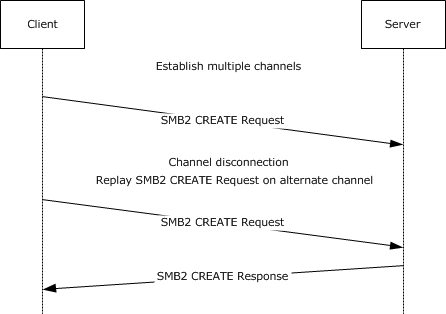 Client
Server
Establish multiple channels
SMB2 CREATE Request
Channel disconnection
Replay SMB2 CREATE Request on alternate channel
SMB2 CREATE Request
SMB2 CREATE Response